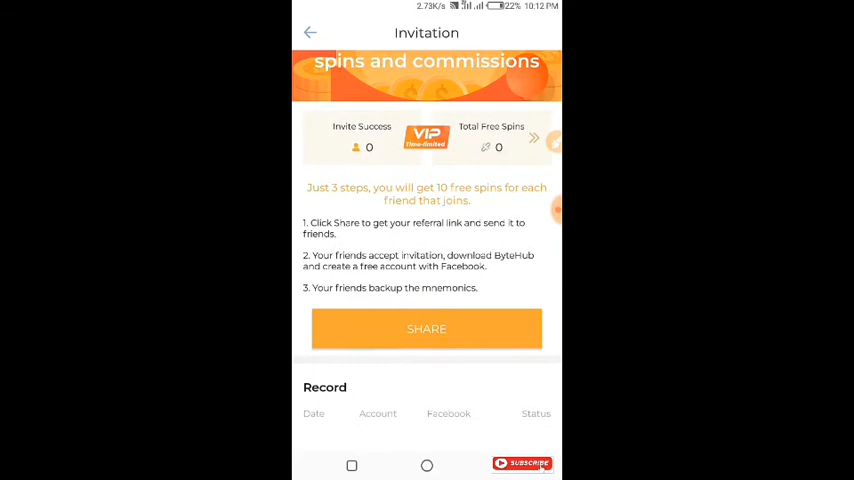 2.73K/s 22% 10:12 PM
Invitation
spins and commissions
Invite Success
0
VIP
Time-limited
Total Free Spins
0
Just 3 steps, you will get 10 free spins for each
friend that joins.
1. Click Share to get your referral link and send it to
friends.
2. Your friends accept invitation, download ByteHub
and create a free account with Facebook.
3. Your friends backup the mnemonics.
SHARE
Record
Date Account Facebook Status
SUBSCRIBE